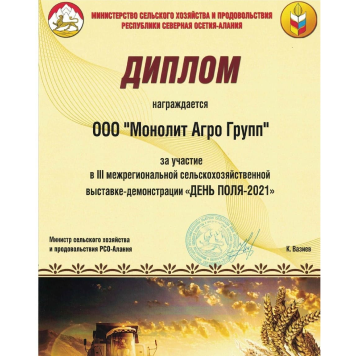 МИНИСТЕРСТВО СЕЛЬСКОГО ХОЗЯЙСТВА И ПРОДОВОЛЬСТВИЯ
РЕСПУБЛИКИ СЕВЕРНАЯ ОСЕТИЯ-АЛАНИЯ
ДИПЛОМ
награждается
ООО "Монолит Агро Групп"
за участие
в III межрегиональной сельскохозяйственной
выставке-демонстрации «ДЕНЬ ПОЛЯ-2021»
Министр сельского хозяйства
и продовольствия РСО-Алания
К. Вазиев